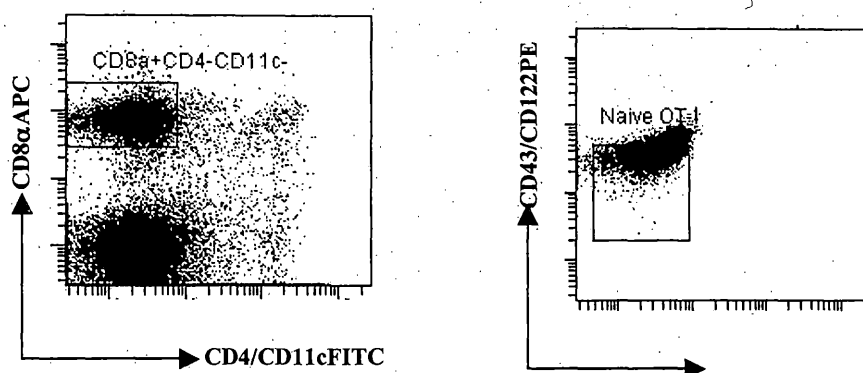 CD8a+CD4-CD11c-
CD8αAPC
CD4/CD11cFITC
Naive OT-I
CD43/CD122PE